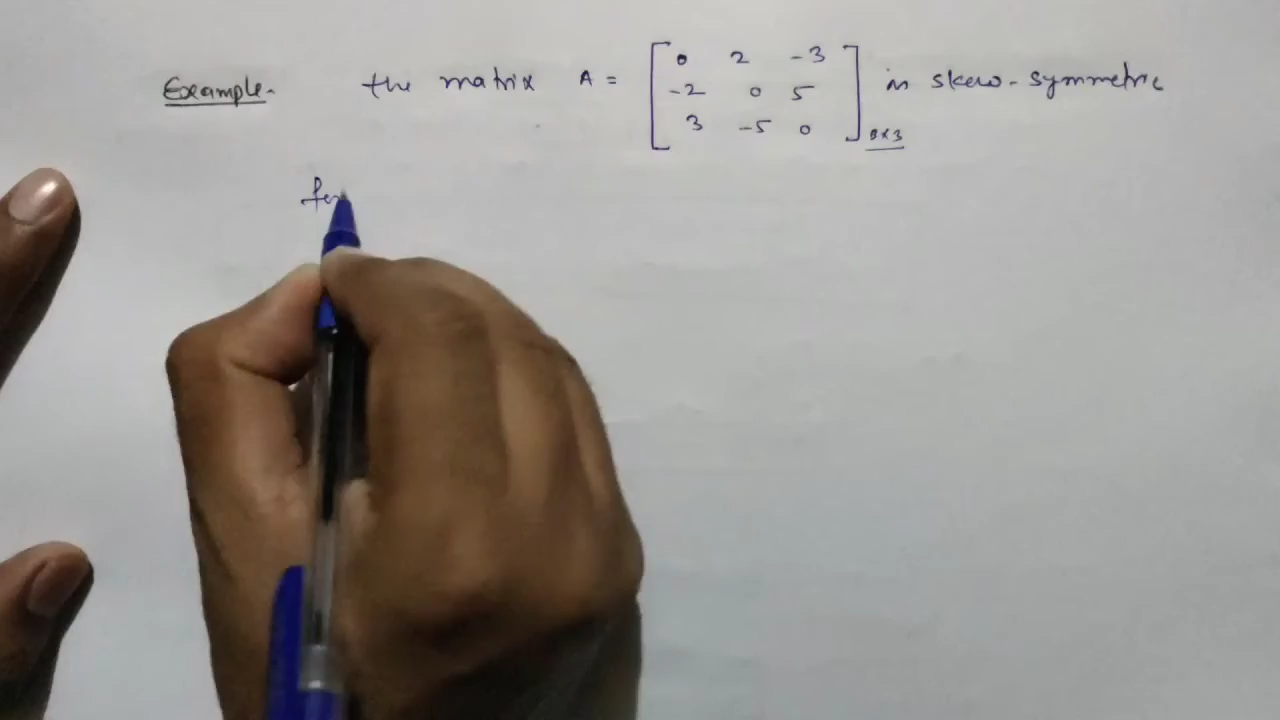 Example. the matrix A = [ 0 2 -3 ; -2 0 5 ; 3 -5 0 ] 3×3 is skew-symmetric